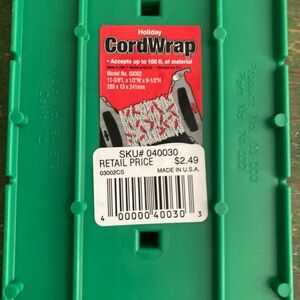 Holiday
CordWrap
• Accepts up to 100 ft. of material
Model No. 03002
11-3/8"L x 1/2"W x 9-1/2"H
289 x 13 x 241mm
SKU# 040030
RETAIL PRICE $2.49
03002CS MADE IN U.S.A.
4 00000 40030 3